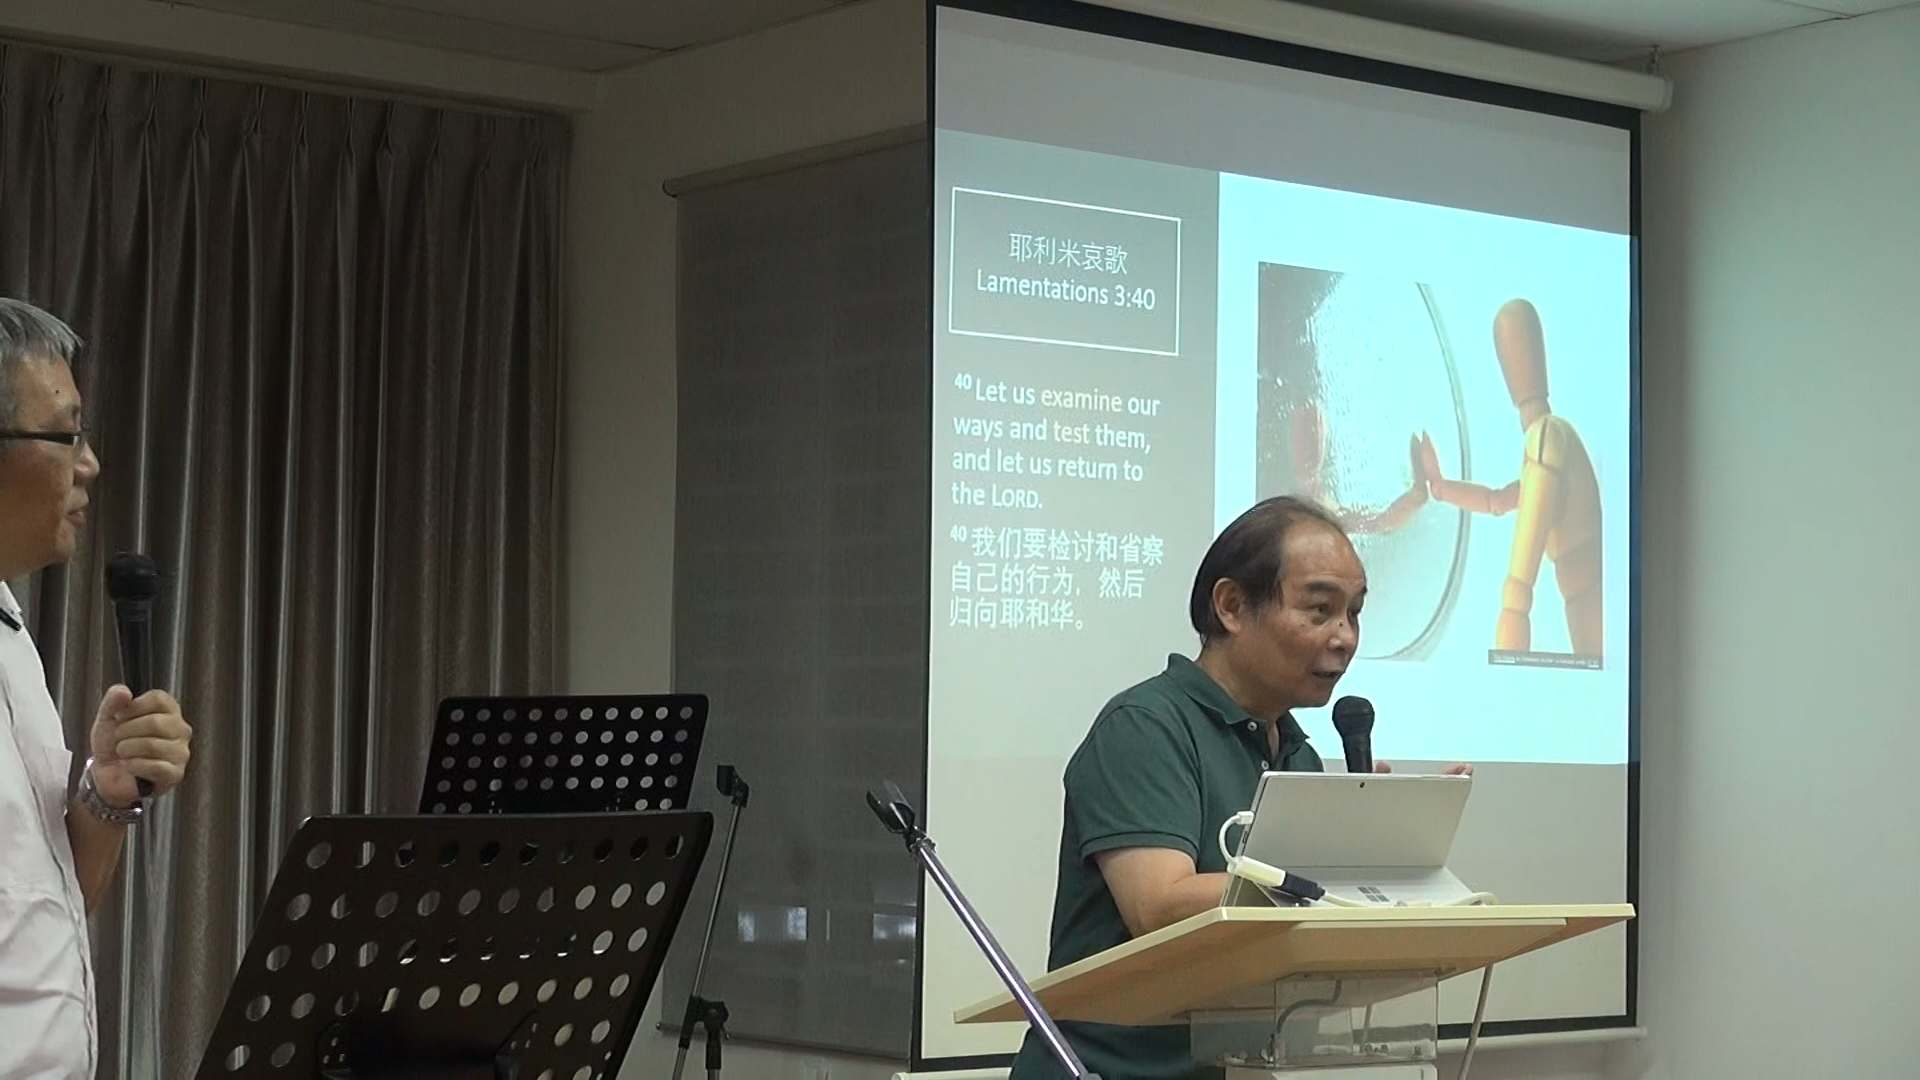 耶利米哀歌
Lamentations 3:40
40 Let us examine our
ways and test them,
and let us return to
the LORD.
40 我们要检讨和省察
自己的行为，然后
归向耶和华。